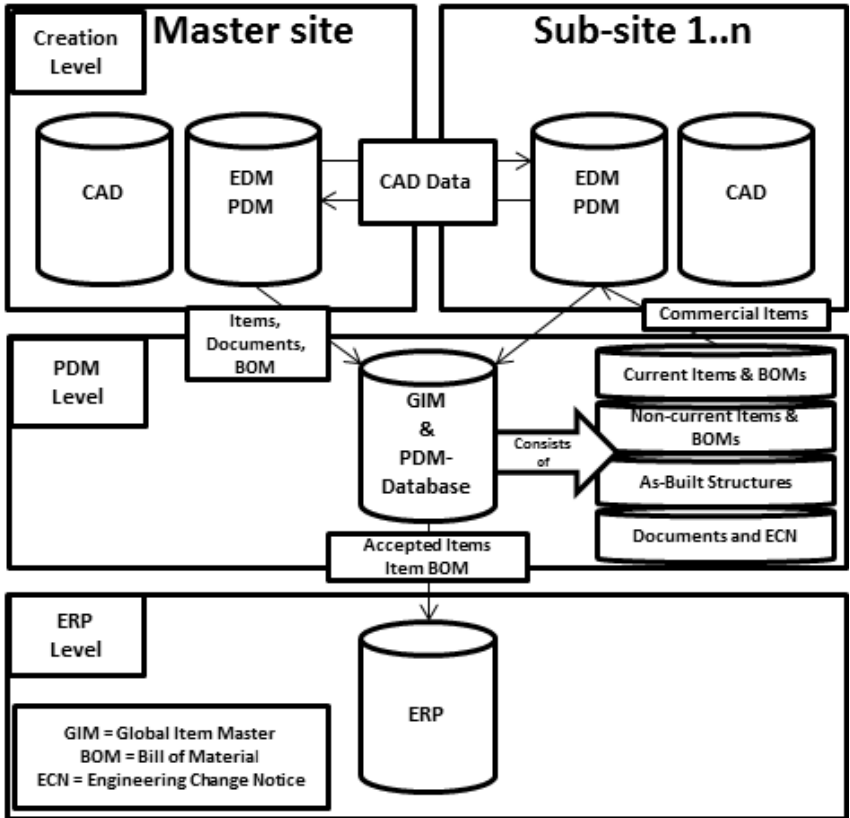 Master site
Sub-site 1..n
Creation
Level
CAD
EDM
PDM
CAD Data
EDM
PDM
CAD
Items,
Documents,
BOM
Commercial Items
PDM
Level
GIM
&
PDM-
Database
Consists
of
Current Items & BOMs
Non-current Items &
BOMs
As-Built Structures
Documents and ECN
Accepted Items
Item BOM
ERP
Level
ERP
GIM = Global Item Master
BOM = Bill of Material
ECN = Engineering Change Notice